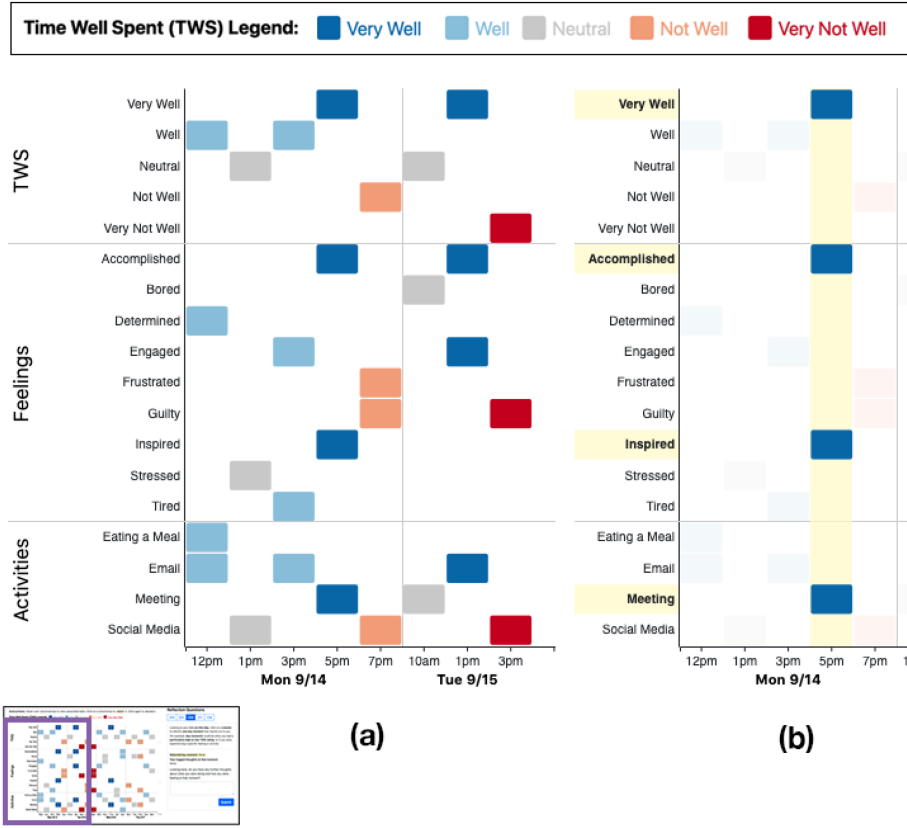 Time Well Spent (TWS) Legend: Very Well Well Neutral Not Well Very Not Well
TWS
Very Well
Well
Neutral
Not Well
Very Not Well
Feelings
Accomplished
Bored
Determined
Engaged
Frustrated
Guilty
Inspired
Stressed
Tired
Activities
Eating a Meal
Email
Meeting
Social Media
12pm 1pm 3pm 5pm 7pm 10am 1pm 3pm
Mon 9/14 Tue 9/15
(a)
Very Well
Well
Neutral
Not Well
Very Not Well
Accomplished
Bored
Determined
Engaged
Frustrated
Guilty
Inspired
Stressed
Tired
Eating a Meal
Email
Meeting
Social Media
12pm 1pm 3pm 5pm 7pm 1
Mon 9/14
(b)
Reflection Questions